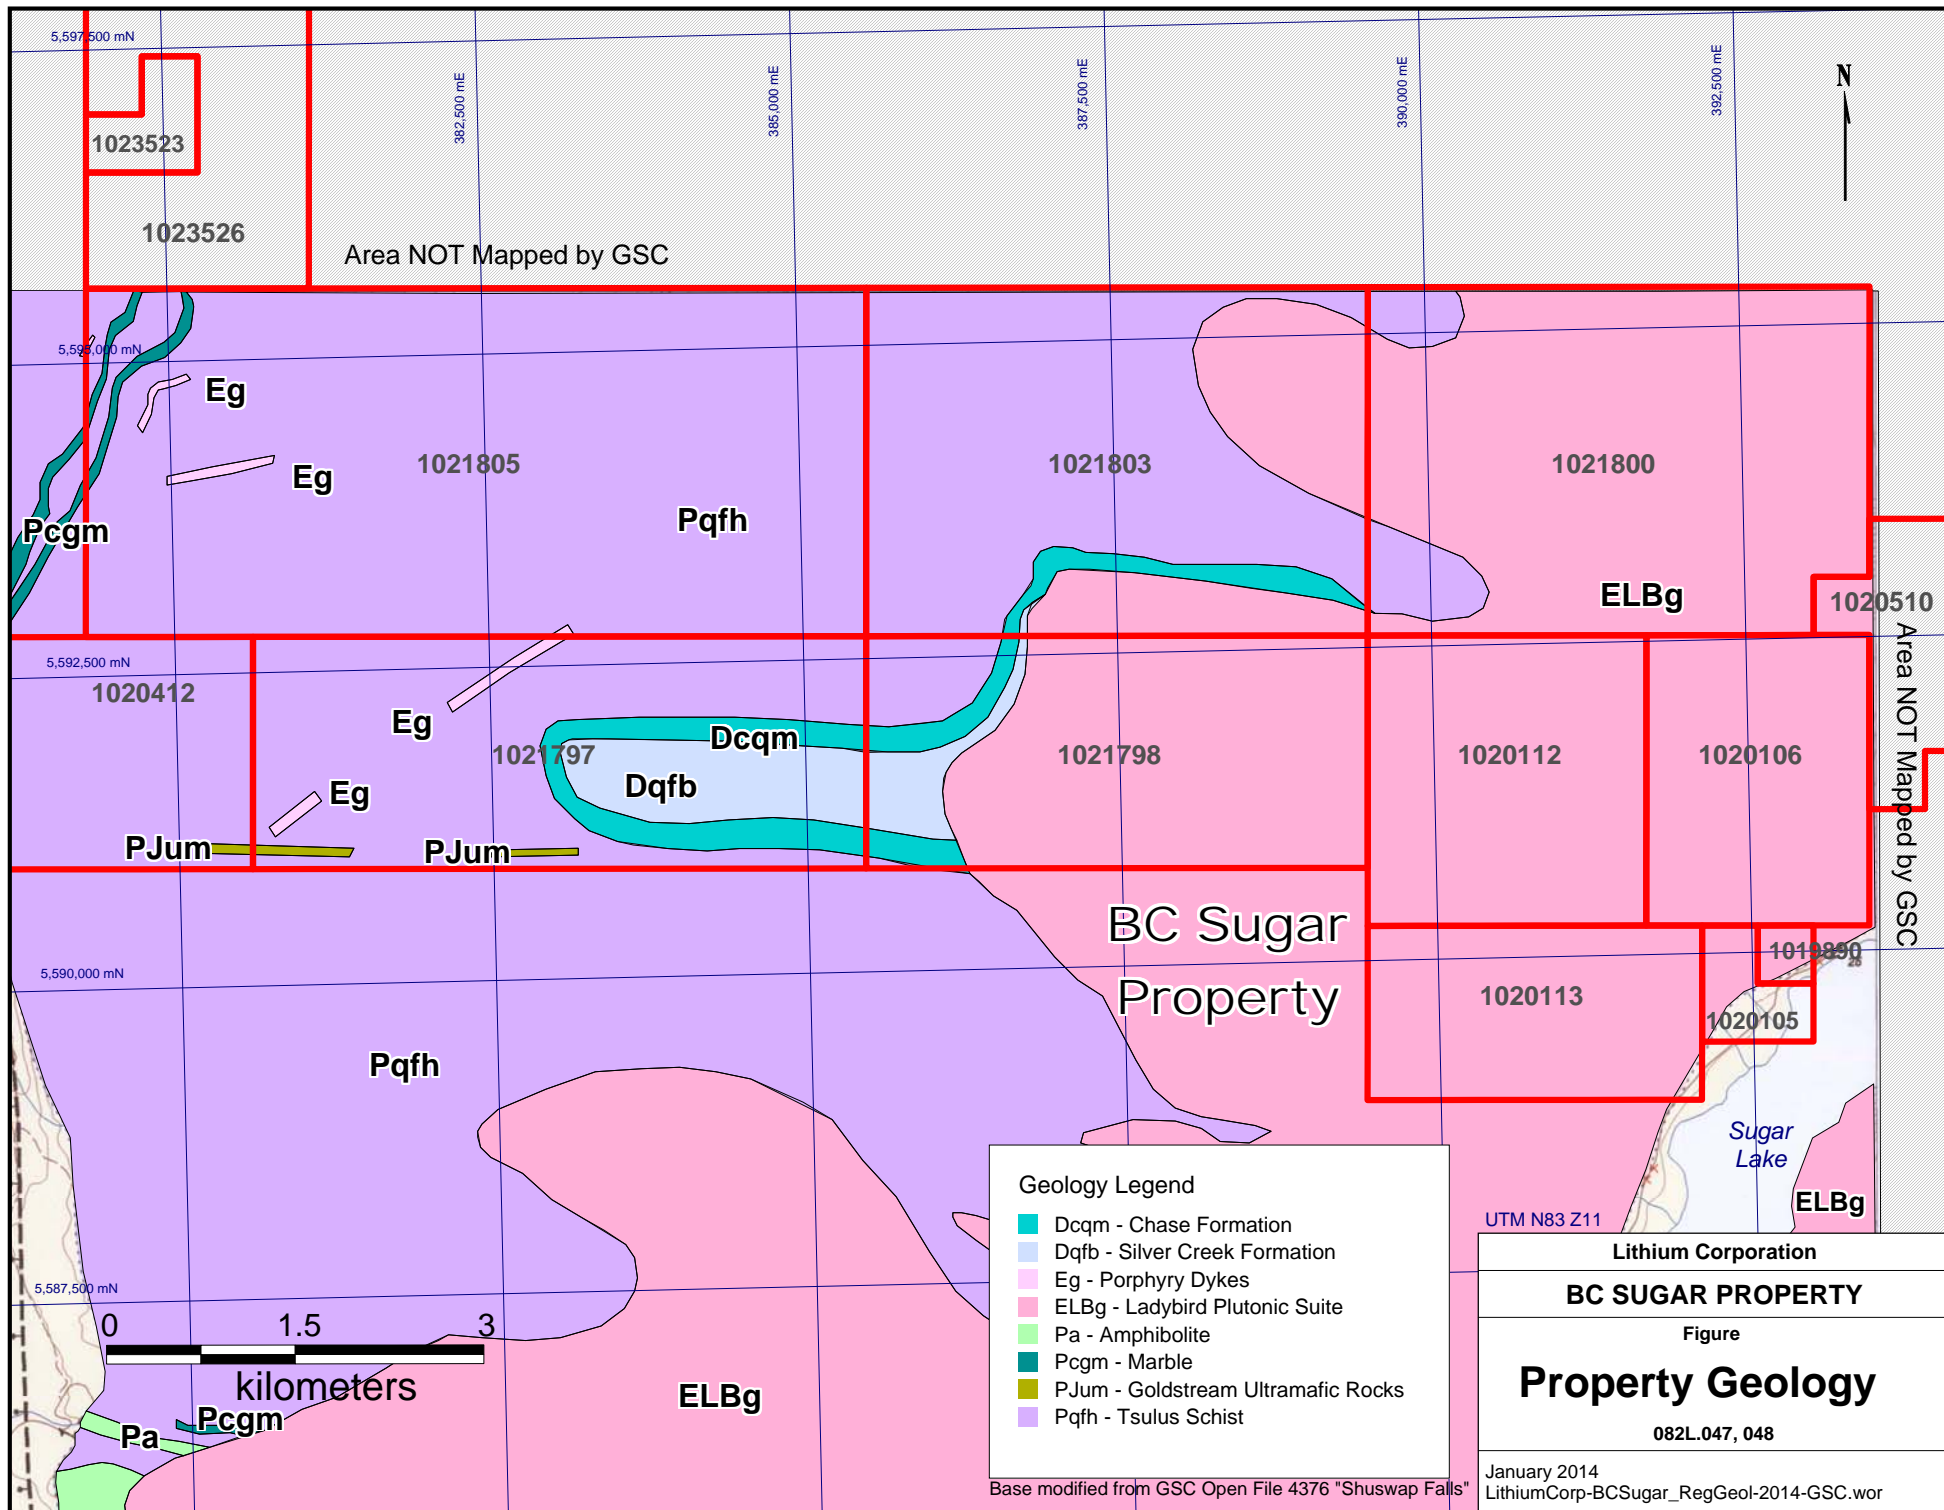 5,597,500 mN
382,500 mE
385,000 mE
387,500 mE
390,000 mE
392,500 mE
N
1023523
1023526
Area NOT Mapped by GSC
5,595,000 mN
Eg
Eg
1021805
1021803
1021800
Pcgm
Pqfh
ELBg
1020510
Area NOT Mapped by GSC
5,592,500 mN
1020412
Eg
1021797
Dcqm
1021798
1020112
1020106
Dqfb
Eg
PJum
PJum
BC Sugar
Property
1019890
26
5,590,000 mN
1020113
1020105
Pqfh
Sugar
Lake
ELBg
Geology Legend
Dcqm - Chase Formation
Dqfb - Silver Creek Formation
Eg - Porphyry Dykes
ELBg - Ladybird Plutonic Suite
Pa - Amphibolite
Pcgm - Marble
PJum - Goldstream Ultramafic Rocks
Pqfh - Tsulus Schist
UTM N83 Z11
5,587,500 mN
0 1.5 3
kilometers
Pcgm
Pa
ELBg
Base modified from GSC Open File 4376 "Shuswap Falls"
Lithium Corporation
BC SUGAR PROPERTY
Figure
Property Geology
082L.047, 048
January 2014
LithiumCorp-BCSugar_RegGeol-2014-GSC.wor